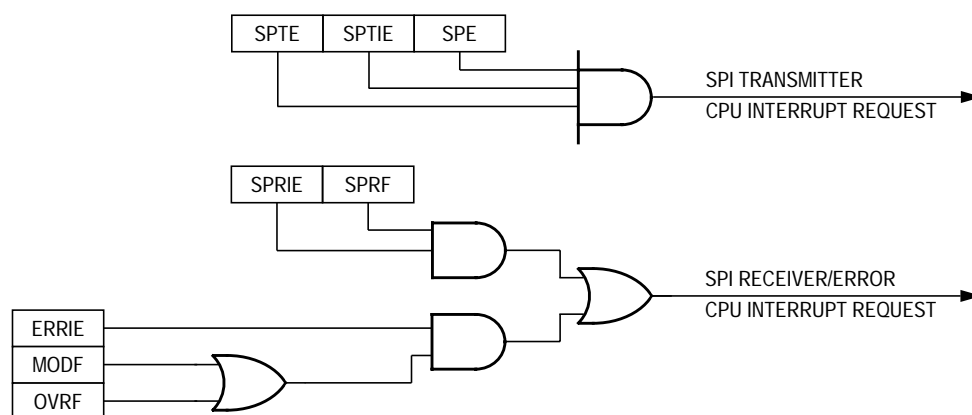 SPTE SPTIE SPE
SPI TRANSMITTER
CPU INTERRUPT REQUEST
SPRIE SPRF
SPI RECEIVER/ERROR
CPU INTERRUPT REQUEST
ERRIE
MODF
OVRF